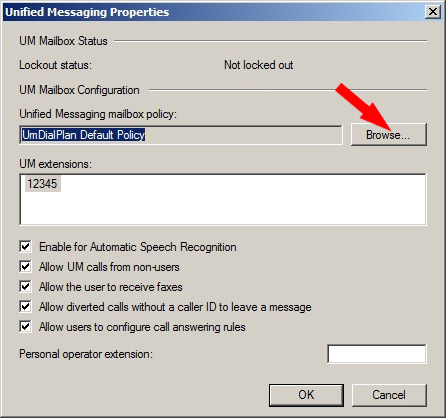 Unified Messaging Properties
UM Mailbox Status
Lockout status: Not locked out
UM Mailbox Configuration
Unified Messaging mailbox policy:
UmDialPlan Default Policy
Browse...
UM extensions:
12345
Enable for Automatic Speech Recognition
Allow UM calls from non-users
Allow the user to receive faxes
Allow diverted calls without a caller ID to leave a message
Allow users to configure call answering rules
Personal operator extension:
OK Cancel